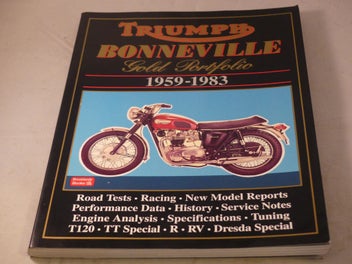 TRIUMPH
BONNEVILLE
Gold Portfolio
1959-1983
Road Tests • Racing • New Model Reports
Performance Data • History • Service Notes
Engine Analysis • Specifications • Tuning
T120 • TT Special • R • RV • Dresda Special